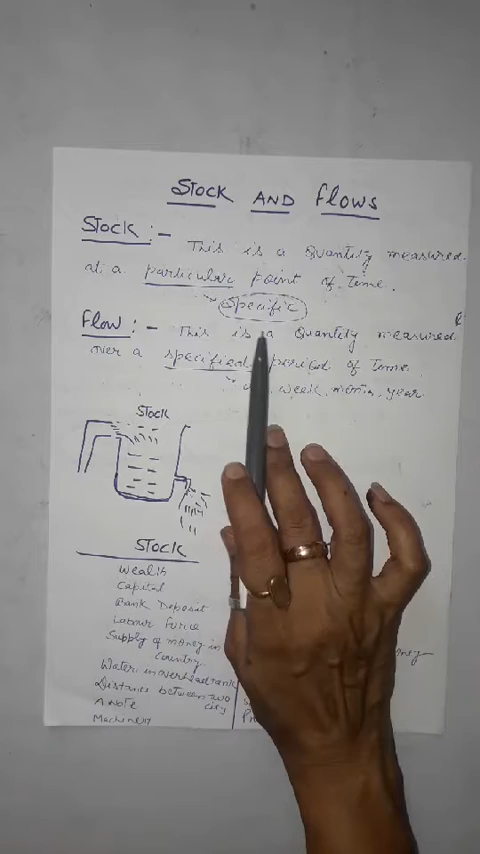 Stock AND flows
Stock :-
This is a Quantity measured
at a particular point of Time.
Specific
Flow :-
This is a Quantity measured
over a specified period of Time
week, month, year
Stock
Stock
Wealth
Capital
Bank Deposit
Labour force
Supply of money in
country.
Water in overhead tank
Distance between two
city
A Note
Machinery